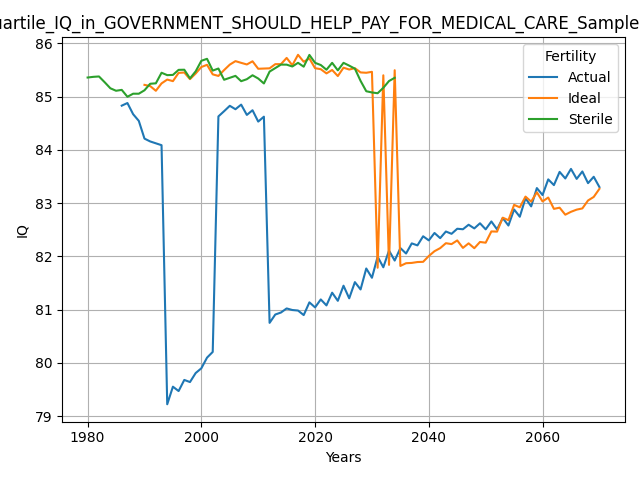 uartile_IQ_in_GOVERNMENT_SHOULD_HELP_PAY_FOR_MEDICAL_CARE_Sample
86
85
84
83
82
81
80
79
IQ
1980
2000
2020
2040
2060
Years
Fertility
Actual
Ideal
Sterile